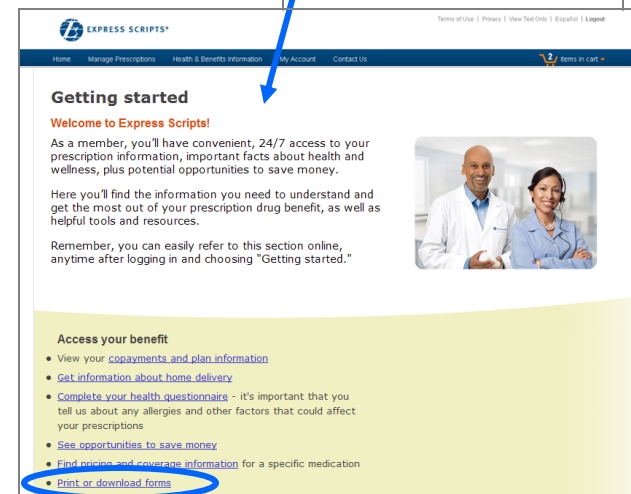 Terms of Use | Privacy | View Text Only | Español | Logout
EXPRESS SCRIPTS®
Home Manage Prescriptions Health & Benefits Information My Account Contact Us 2 items in cart
Getting started
Welcome to Express Scripts!
As a member, you'll have convenient, 24/7 access to your
prescription information, important facts about health and
wellness, plus potential opportunities to save money.
Here you'll find the information you need to understand and
get the most out of your prescription drug benefit, as well as
helpful tools and resources.
Remember, you can easily refer to this section online,
anytime after logging in and choosing "Getting started."
Access your benefit
• View your copayments and plan information
• Get information about home delivery
• Complete your health questionnaire - it's important that you
tell us about any allergies and other factors that could affect
your prescriptions
• See opportunities to save money
• Find pricing and coverage information for a specific medication
• Print or download forms